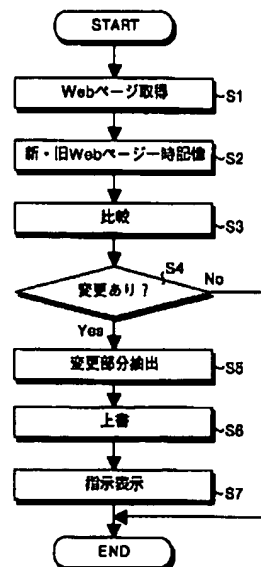 START
Webページ取得 S1
新・旧Webページ一時記憶 S2
比較 S3
S4
変更あり？ No
Yes
変更部分抽出 S5
上書 S6
指示表示 S7
END